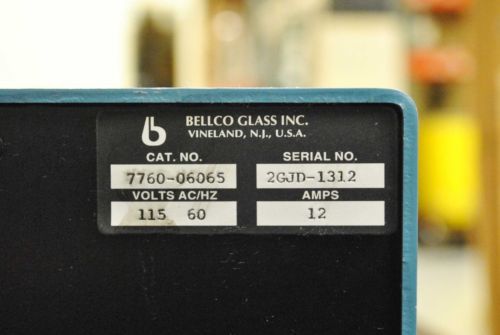 b BELLCO GLASS INC.
VINELAND, N.J., U.S.A.
CAT. NO. SERIAL NO.
7760-06065 2GJD-1312
VOLTS AC/HZ AMPS
115 60 12